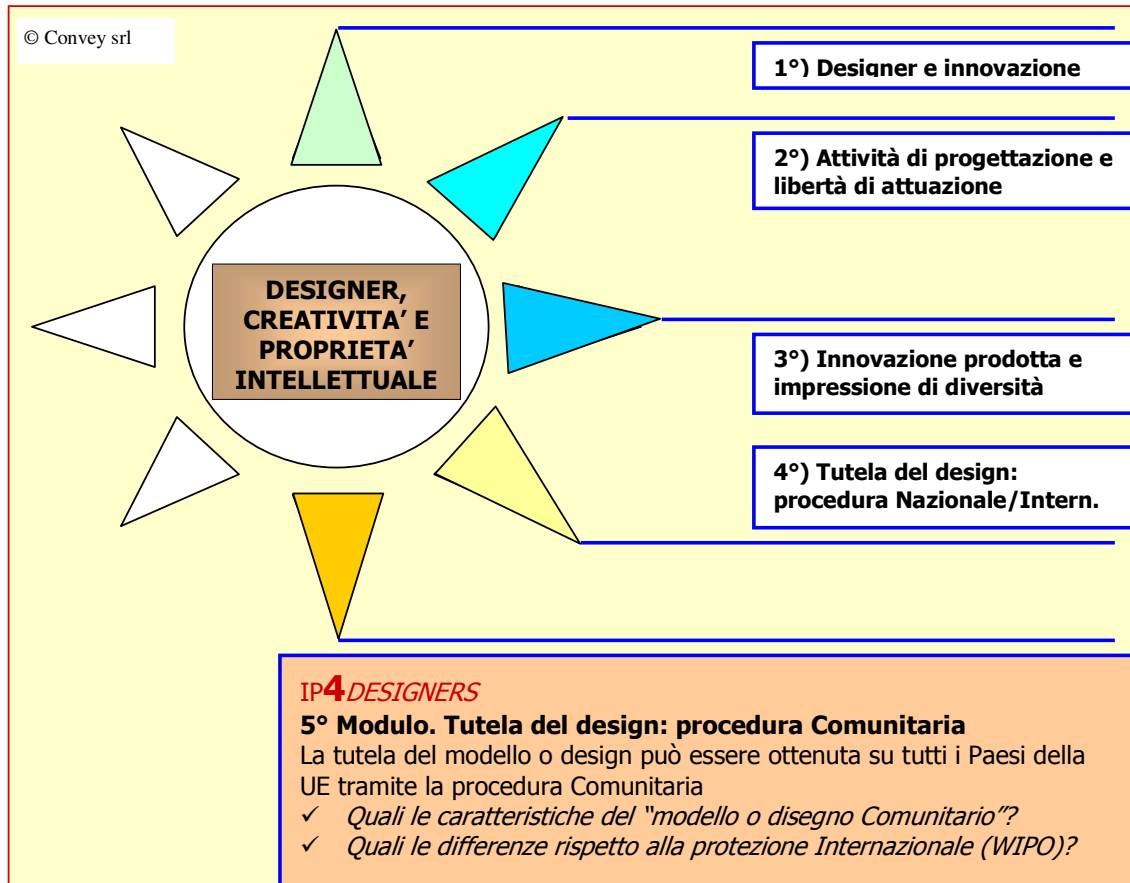 © Convey srl
1°) Designer e innovazione
2°) Attività di progettazione e
libertà di attuazione
DESIGNER,
CREATIVITA’ E
PROPRIETA’
INTELLETTUALE
3°) Innovazione prodotta e
impressione di diversità
4°) Tutela del design:
procedura Nazionale/Intern.
IP4DESIGNERS
5° Modulo. Tutela del design: procedura Comunitaria
La tutela del modello o design può essere ottenuta su tutti i Paesi della
UE tramite la procedura Comunitaria
✓ Quali le caratteristiche del “modello o disegno Comunitario”?
✓ Quali le differenze rispetto alla protezione Internazionale (WIPO)?